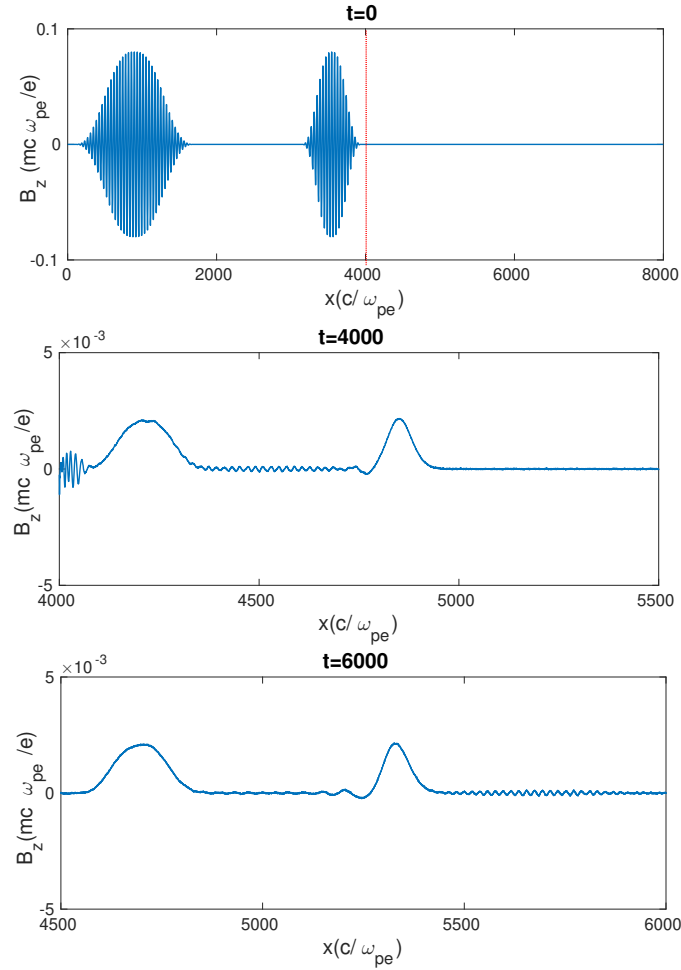 t=0
0.1
0
-0.1
B_z (mc ω_pe/e)
0 2000 4000 6000 8000
x(c/ ω_pe)
t=4000
×10^-3
5
0
-5
B_z(mc ω_pe/e)
4000 4500 5000 5500
x(c/ ω_pe)
t=6000
×10^-3
5
0
-5
B_z(mc ω_pe /e)
4500 5000 5500 6000
x(c/ ω_pe)